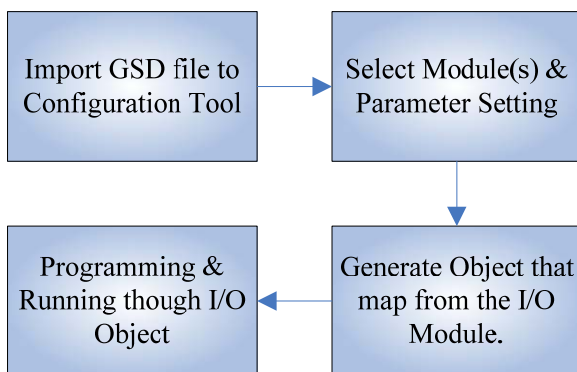 Import GSD file to
Configuration Tool
Select Module(s) &
Parameter Setting
Generate Object that
map from the I/O
Module.
Programming &
Running though I/O
Object